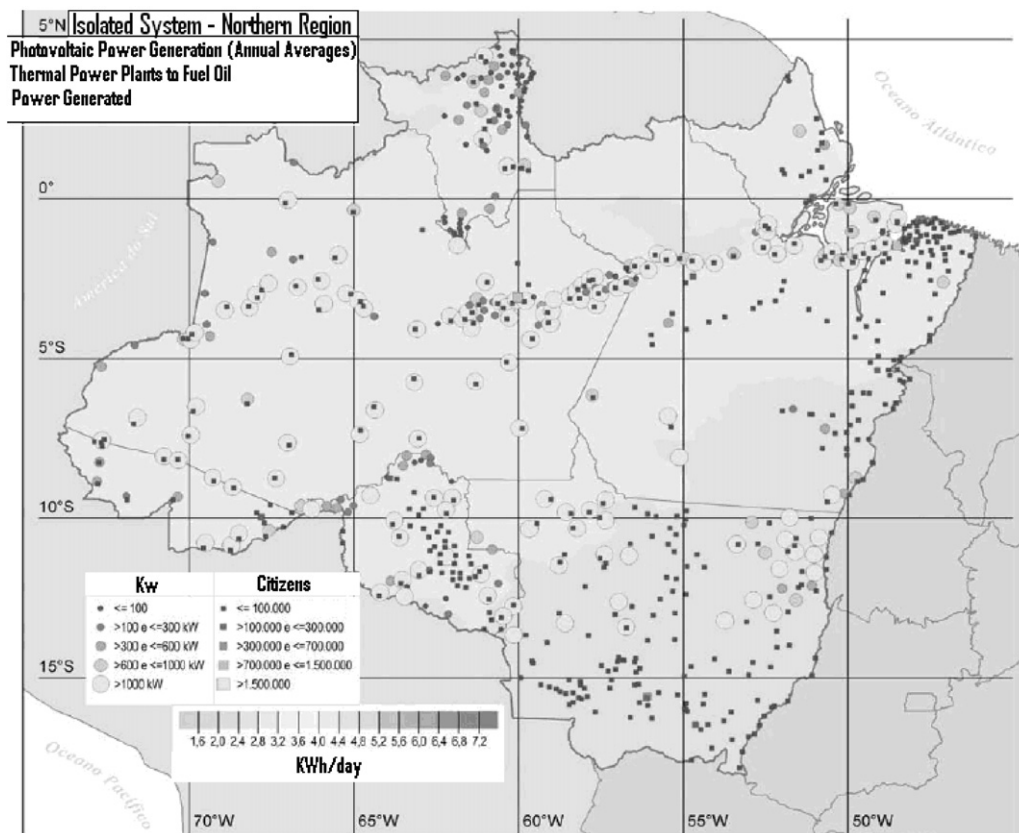 5°N
Isolated System - Northern Region
Photovoltaic Power Generation (Annual Averages)
Thermal Power Plants to Fuel Oil
Power Generated
Oceano Atlântico
0°
América do Sul
5°S
10°S
Kw
Citizens
<= 100
<= 100.000
>100 e <=300 kW
>100.000 e <=300.000
>300 e <=600 kW
>300.000 e <=700.000
>600 e <=1000 kW
>700.000 e <=1.500.000
>1000 kW
>1.500.000
15°S
1,6 2,0 2,4 2,8 3,2 3,6 4,0 4,4 4,8 5,2 5,6 6,0 6,4 6,8 7,2
KWh/day
Oceano Pacífico
70°W
65°W
60°W
55°W
50°W